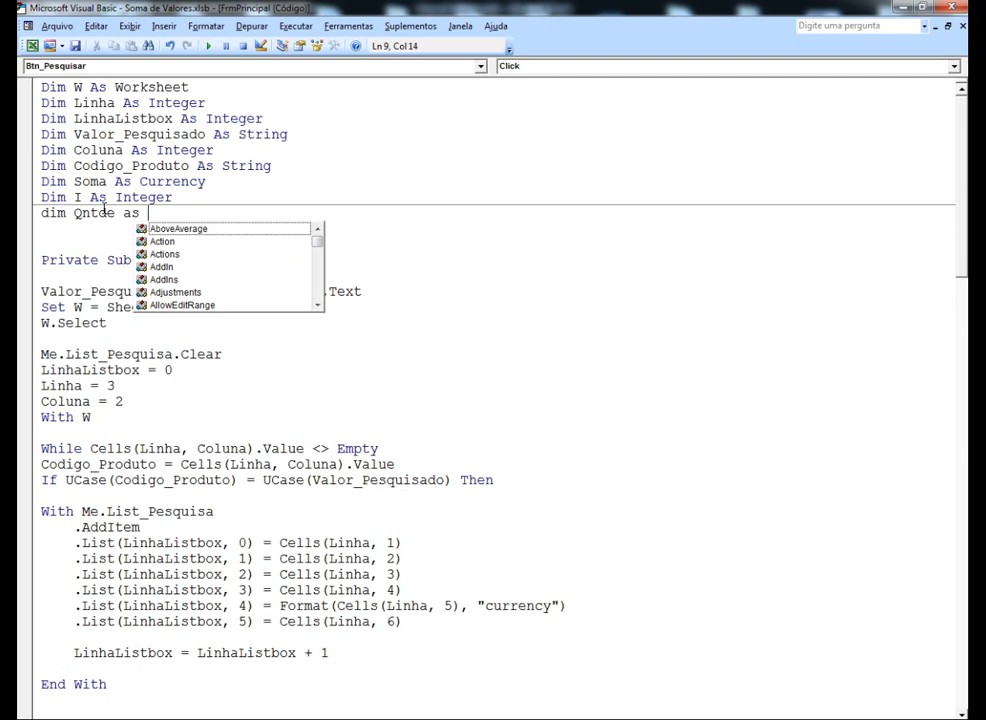 Microsoft Visual Basic - Soma de Valores.xlsb - [FrmPrincipal (Código)]
Arquivo Editar Exibir Inserir Formatar Depurar Executar Ferramentas Suplementos Janela Ajuda Digite uma pergunta
Ln 9, Col 14
Btn_Pesquisar Click
Dim W As Worksheet
Dim Linha As Integer
Dim LinhaListbox As Integer
Dim Valor_Pesquisado As String
Dim Coluna As Integer
Dim Codigo_Produto As String
Dim Soma As Currency
Dim I As Integer
dim Qntde as
AboveAverage
Action
Actions
AddIn
AddIns
Adjustments
AllowEditRange
Private Sub
Valor_Pesqu .Text
Set W = She
W.Select
Me.List_Pesquisa.Clear
LinhaListbox = 0
Linha = 3
Coluna = 2
With W
While Cells(Linha, Coluna).Value <> Empty
Codigo_Produto = Cells(Linha, Coluna).Value
If UCase(Codigo_Produto) = UCase(Valor_Pesquisado) Then
With Me.List_Pesquisa
.AddItem
.List(LinhaListbox, 0) = Cells(Linha, 1)
.List(LinhaListbox, 1) = Cells(Linha, 2)
.List(LinhaListbox, 2) = Cells(Linha, 3)
.List(LinhaListbox, 3) = Cells(Linha, 4)
.List(LinhaListbox, 4) = Format(Cells(Linha, 5), "currency")
.List(LinhaListbox, 5) = Cells(Linha, 6)
LinhaListbox = LinhaListbox + 1
End With